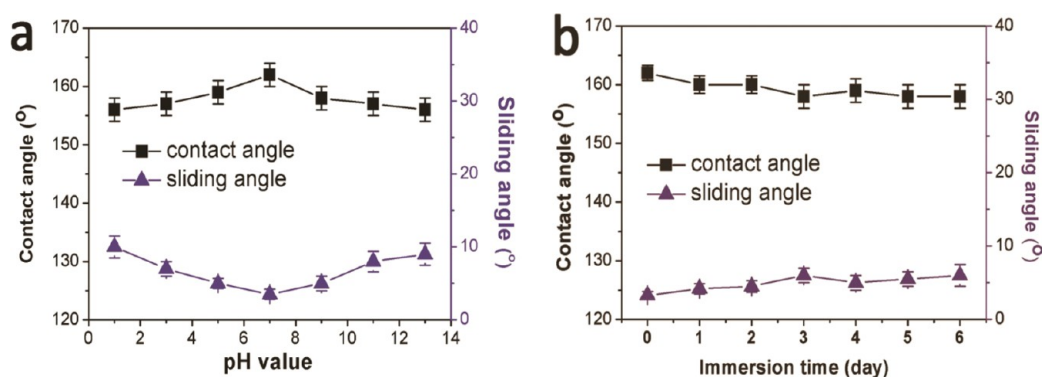 a
170
160
150
140
130
120
Contact angle (°)
40
30
20
10
0
Sliding angle (°)
contact angle
sliding angle
0 2 4 6 8 10 12 14
pH value
b
170
160
150
140
130
120
Contact angle (°)
40
30
20
10
0
Sliding angle (°)
contact angle
sliding angle
0 1 2 3 4 5 6
Immersion time (day)